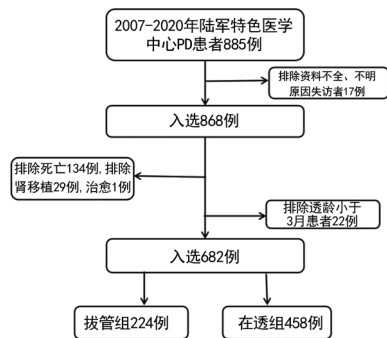 2007-2020年陆军特色医学
中心PD患者885例
排除资料不全、不明
原因失访者17例
入选868例
排除死亡134例,排除
肾移植29例,治愈1例
排除透龄小于
3月患者22例
入选682例
拔管组224例
在透组458例